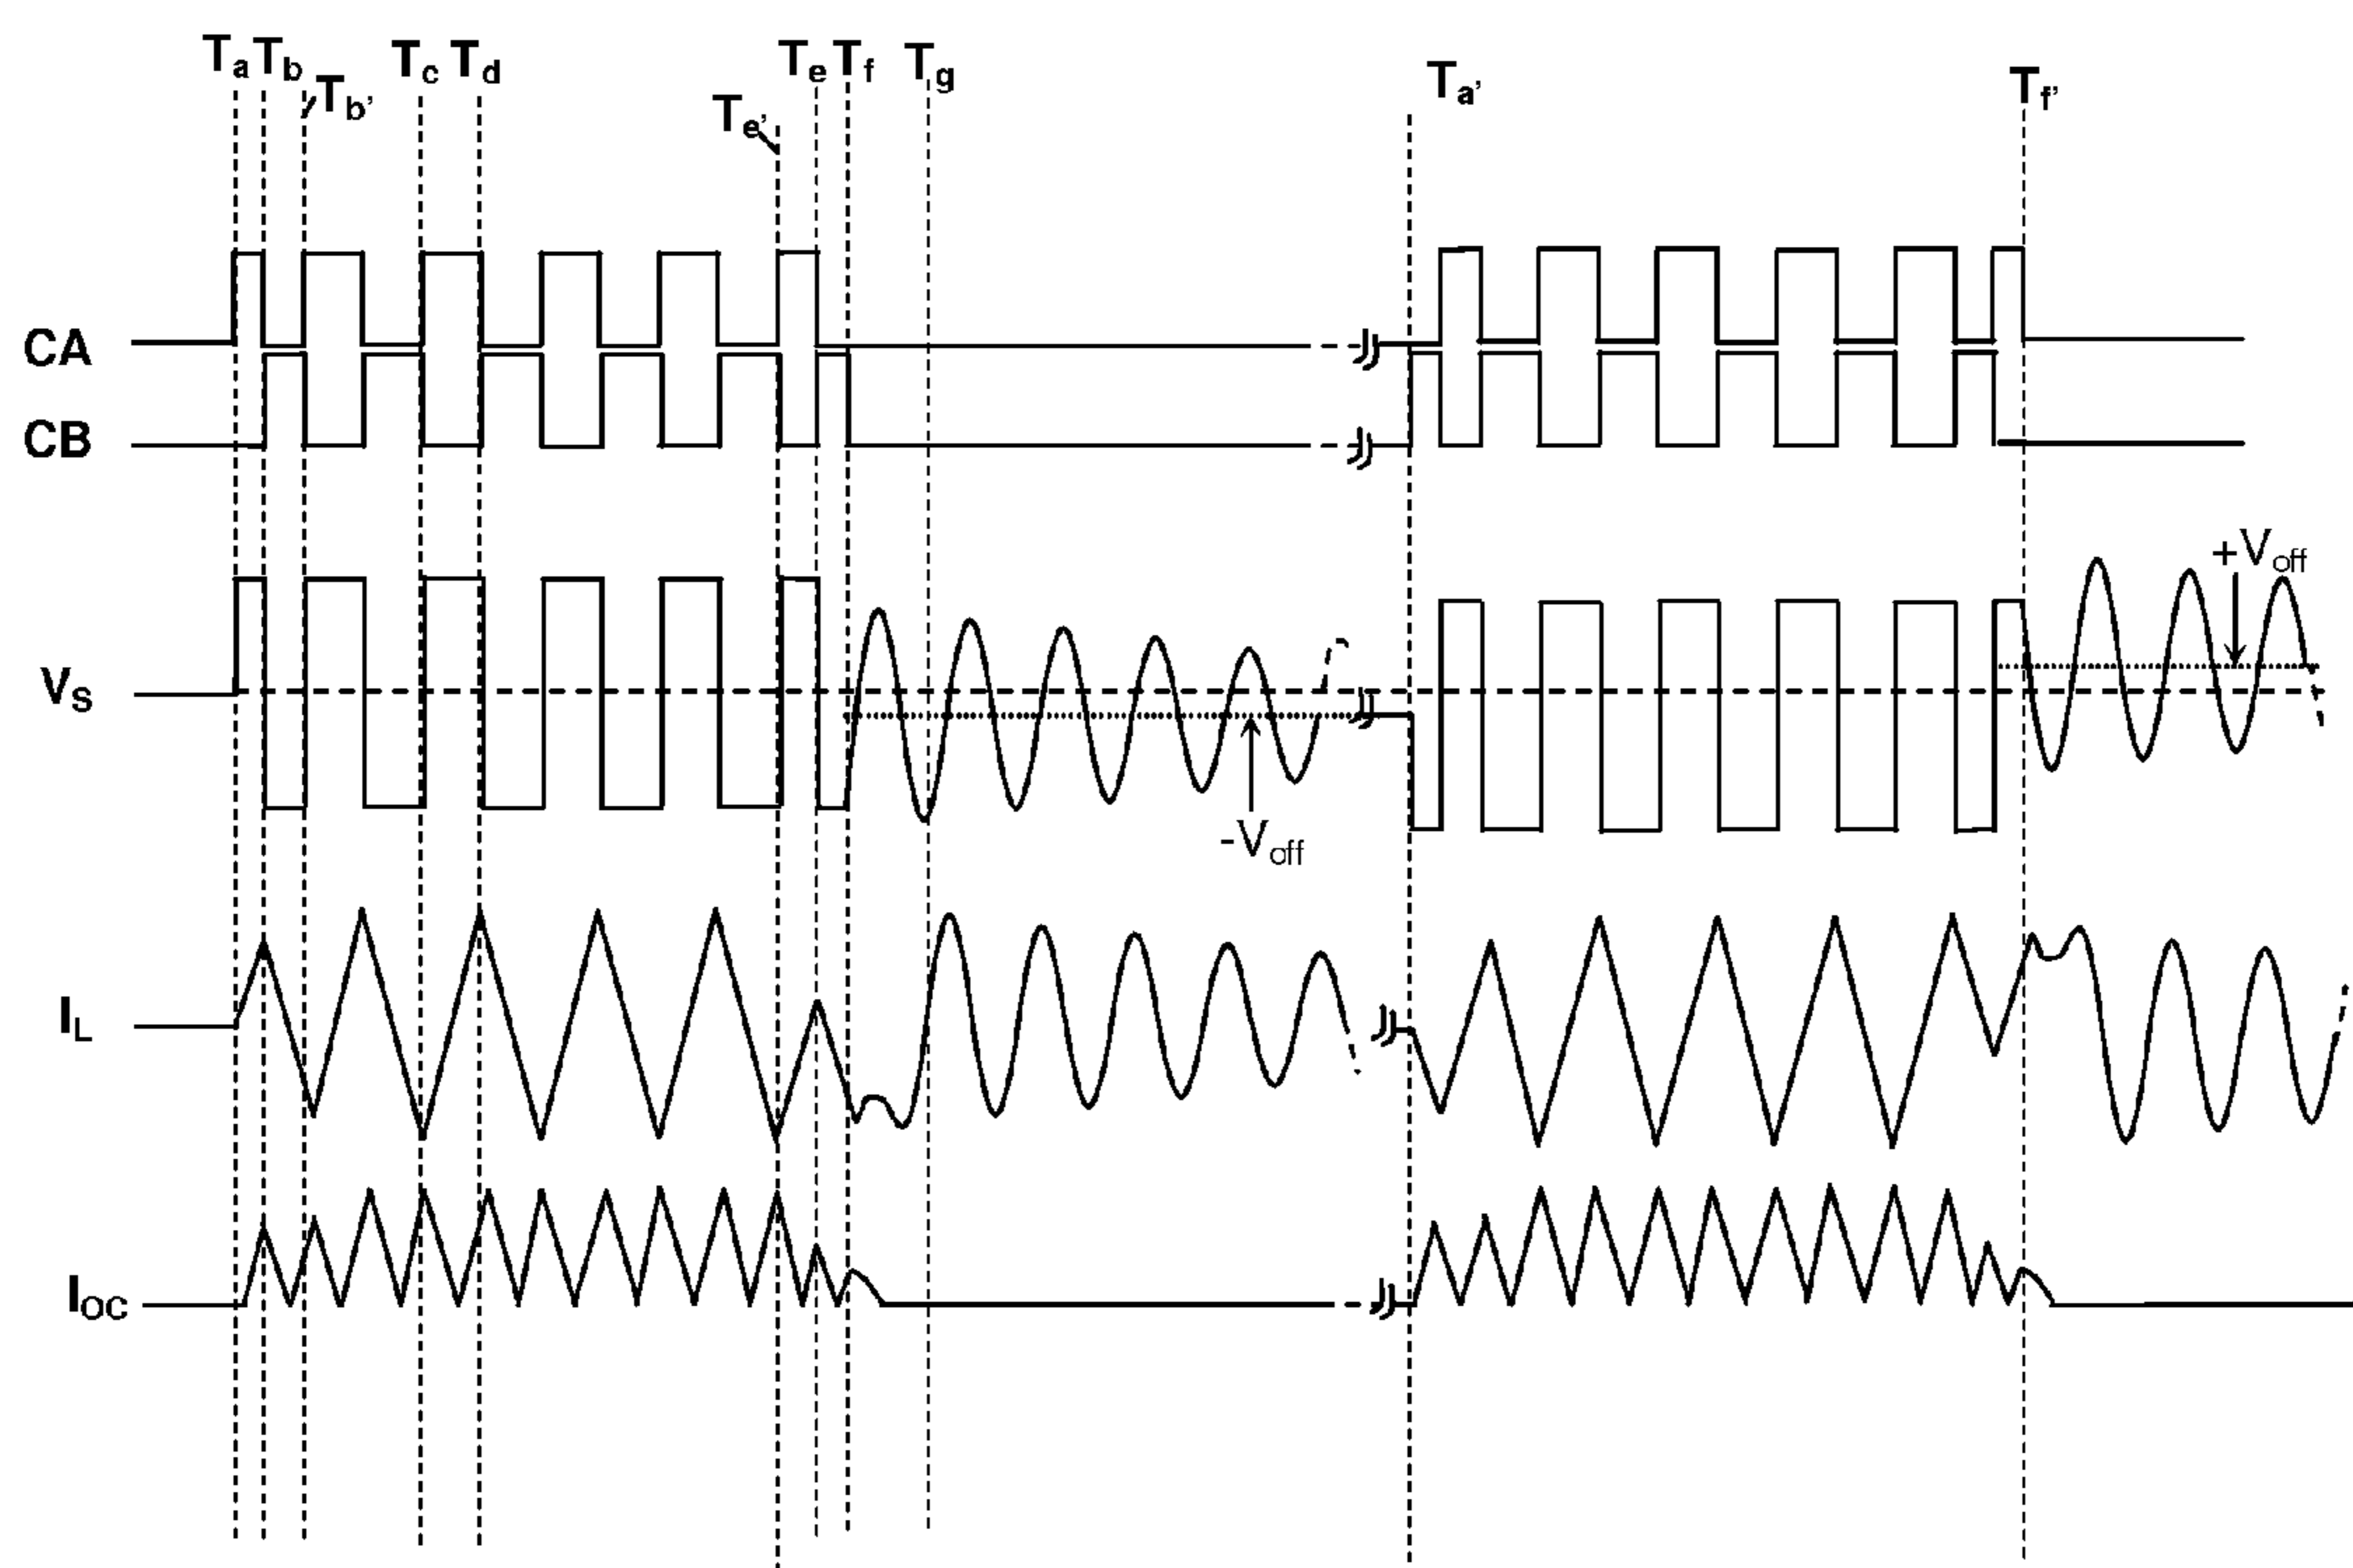 Ta Tb Tb' Tc Td Te' Te Tf Tg Ta' Tf'
CA
CB
+Voff
VS
-Voff
IL
IOC